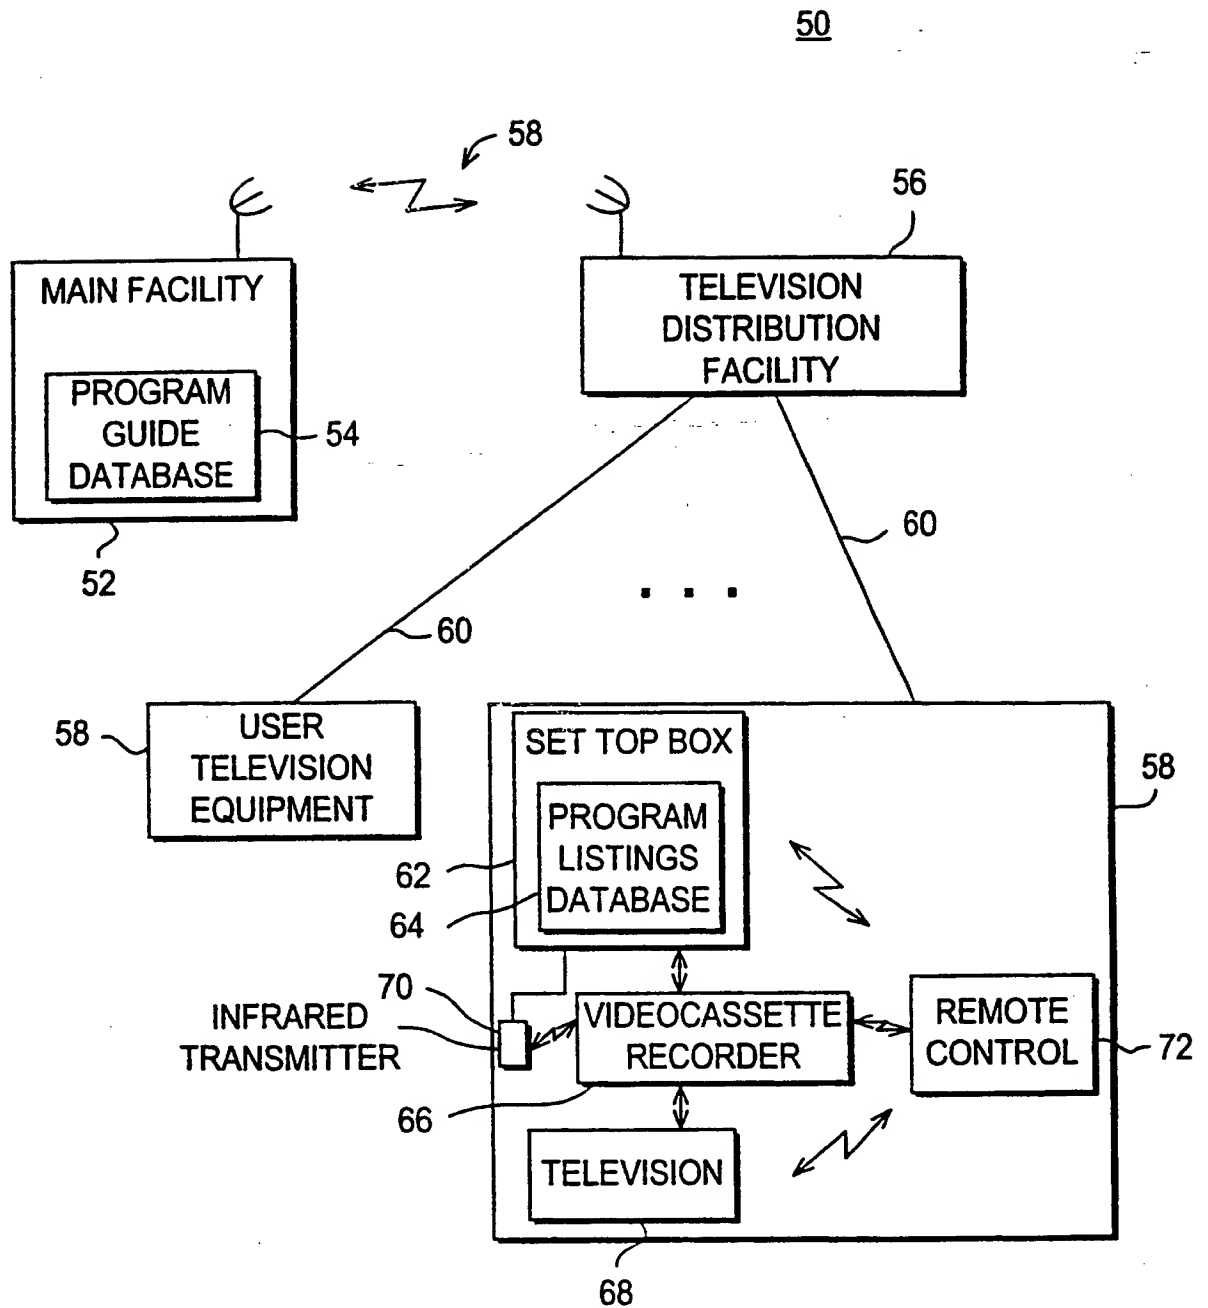 50
58
56
MAIN FACILITY
TELEVISION
DISTRIBUTION
FACILITY
PROGRAM
GUIDE
DATABASE
54
52
60
60
58
USER
TELEVISION
EQUIPMENT
SET TOP BOX
PROGRAM
LISTINGS
DATABASE
58
62
64
70
INFRARED
TRANSMITTER
VIDEOCASSETTE
RECORDER
REMOTE
CONTROL
72
66
TELEVISION
68